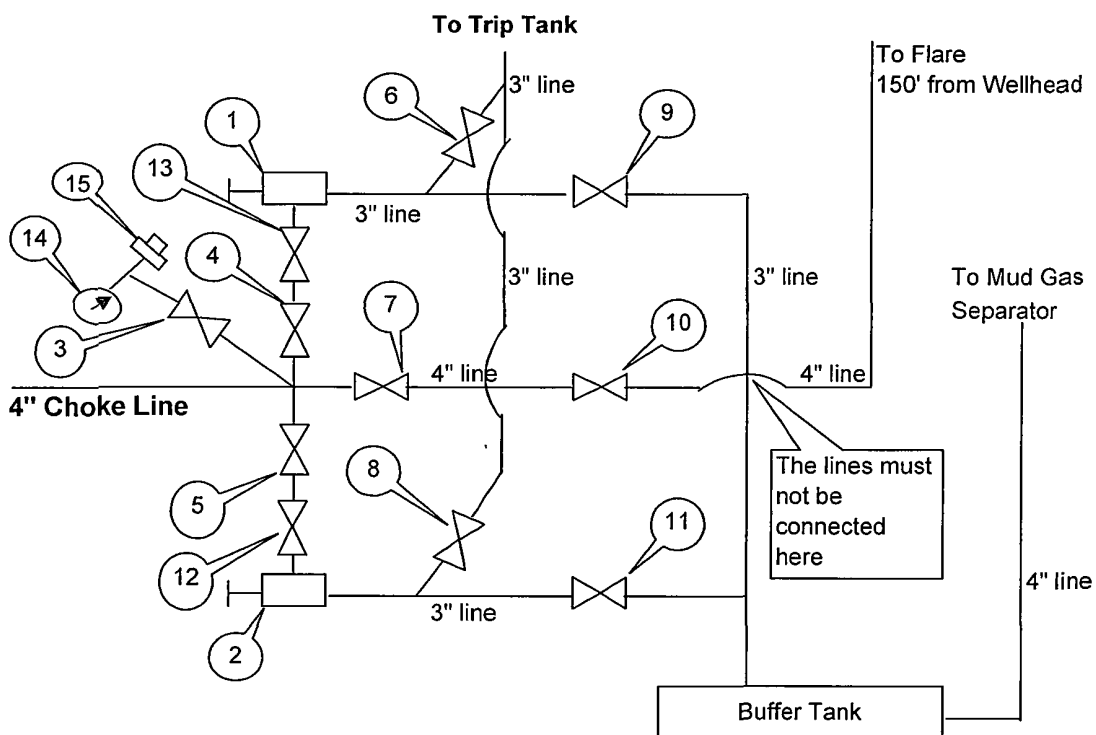 To Trip Tank
3" line
To Flare
150' from Wellhead
6
1
9
13
15
3" line
14
4
3" line
3" line
To Mud Gas
Separator
7
10
3
4" line
4" line
4" Choke Line
The lines must
not be
connected
here
8
5
11
12
4" line
3" line
2
Buffer Tank